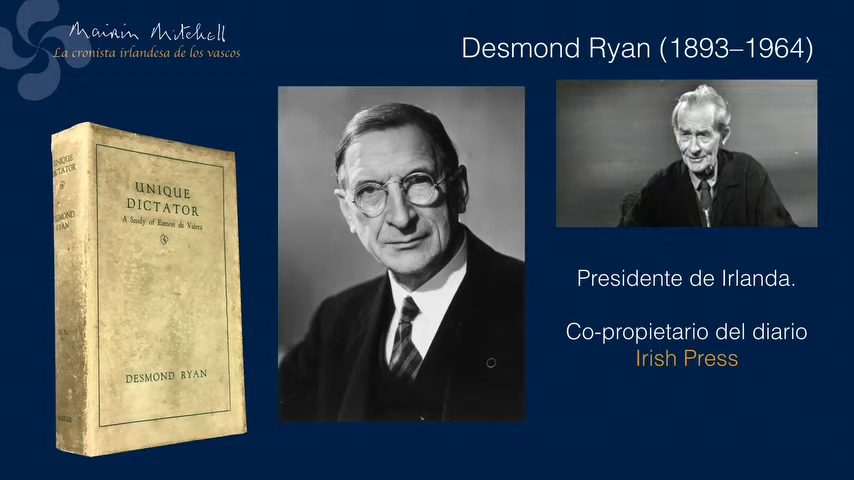 Mairin Mitchell
La cronista irlandesa de los vascos
Desmond Ryan (1893–1964)
UNIQUE
DICTATOR
DESMOND
RYAN
UNIQUE
DICTATOR
A Study of Eamon de Valera
DESMOND RYAN
Presidente de Irlanda.
Co-propietario del diario
Irish Press